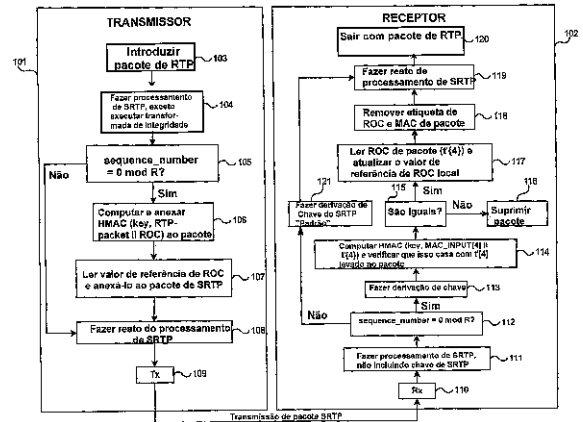 TRANSMISSOR
101
Introduzir
pacote de RTP
103
Fazer processamento
de SRTP, exceto
executar transfor-
mada de integridade
104
sequence_number
= 0 mod R?
105
Não
Sim
Computar e anexar
HMAC (key, RTP-
packet || ROC) ao pacote
106
Ler valor de referência de ROC
e anexá-lo ao pacote de SRTP
107
Fazer resto do processamento
de SRTP
108
Tx
109
Transmissão de pacote SRTP
RECEPTOR
102
Sair com pacote de RTP
120
Fazer resto de
processamento de SRTP
119
Remover etiqueta de
ROC e MAC de pacote
118
Ler ROC de pacote (t'{4}) e
atualizar o valor de
referência de ROC local
117
121
Fazer derivação de
Chave do SRTP
"Padrão"
115
Sim
São Iguais?
Não
116
Suprimir
pacote
Computar HMAC (key, MAC_INPUT[4] ||
t'{4}) e verificar que isso casa com t'[4]
levado ao pacote
114
Fazer derivação de chave
113
Não
Sim
sequence_number = 0 mod R?
112
Fazer processamento de SRTP,
não incluindo chave de SRTP
111
Rx
110